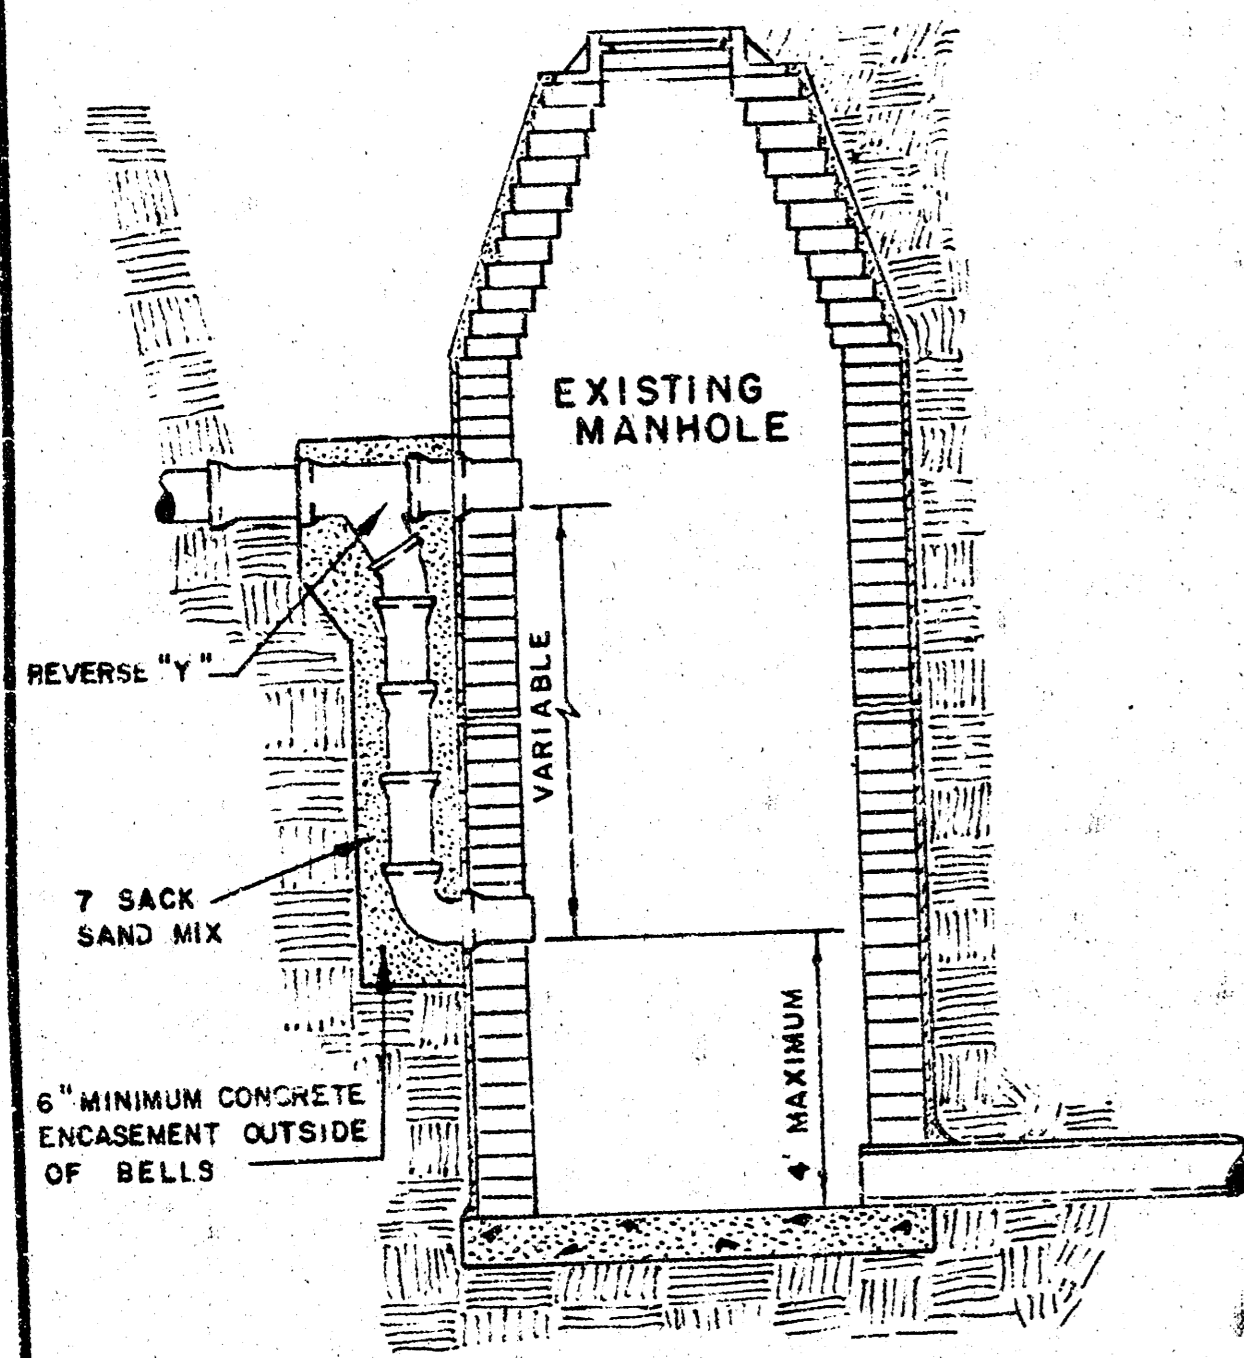 EXISTING
MANHOLE
REVERSE "Y"
VARIABLE
7 SACK
SAND MIX
4' MAXIMUM
6" MINIMUM CONCRETE
ENCASEMENT OUTSIDE
OF BELLS